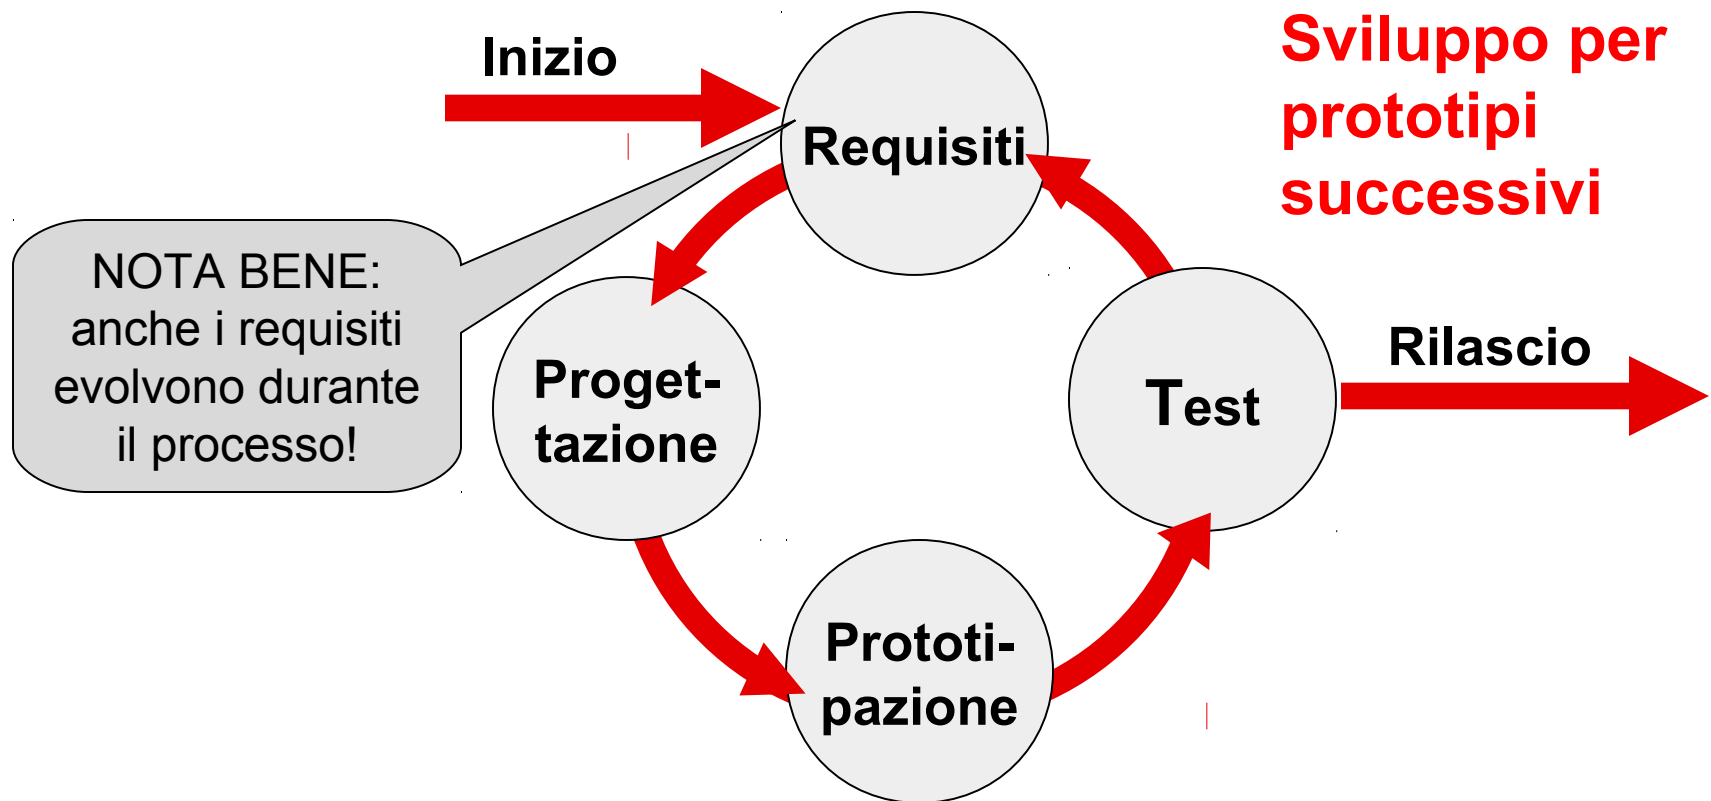 Sviluppo per
prototipi
successivi
Inizio
Requisiti
NOTA BENE:
anche i requisiti
evolvono durante
il processo!
Proget-
tazione
Prototi-
pazione
Test
Rilascio